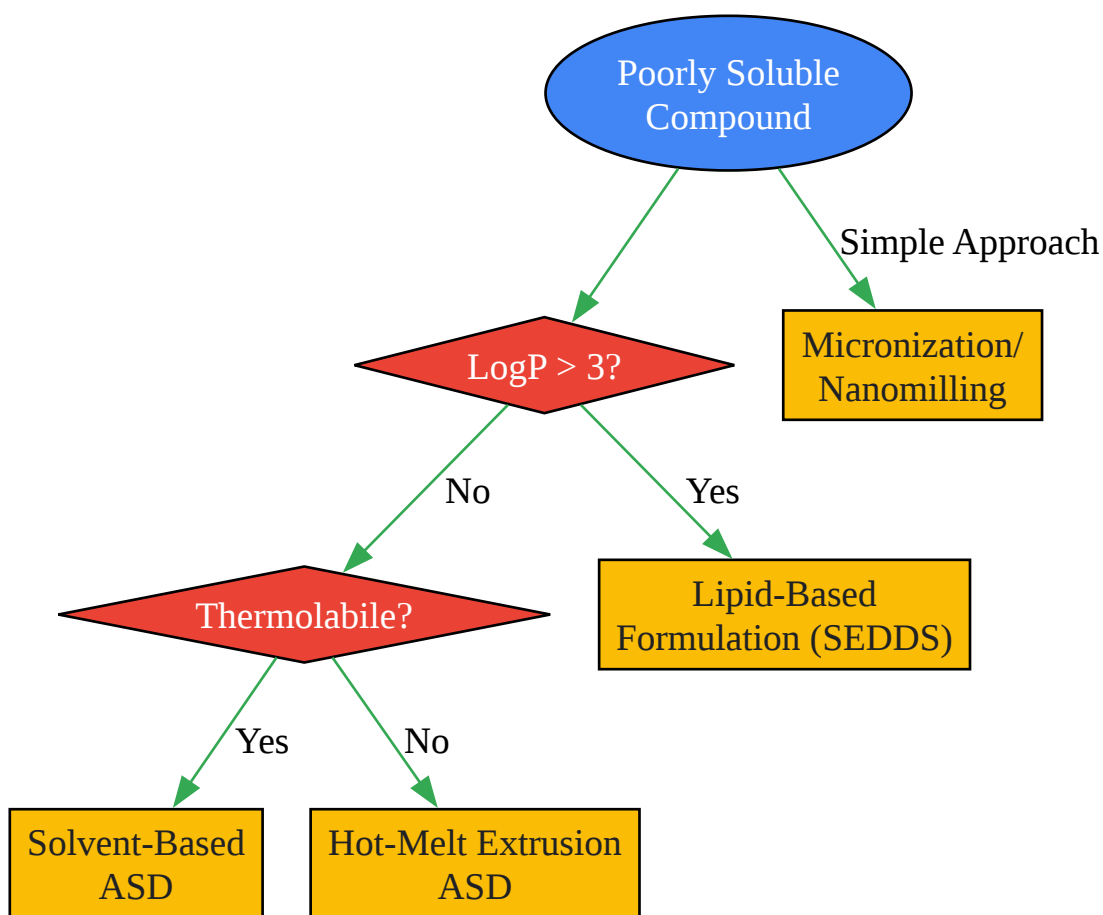 Poorly Soluble
Compound
Simple Approach
LogP > 3?
Micronization/
Nanomilling
No
Yes
Thermolabile?
Lipid-Based
Formulation (SEDDS)
Yes
No
Solvent-Based
ASD
Hot-Melt Extrusion
ASD